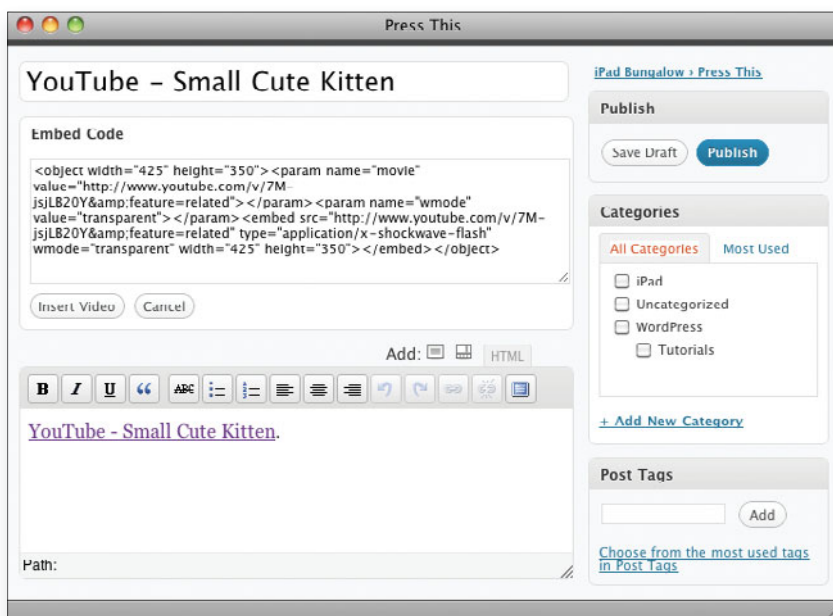 Press This
YouTube - Small Cute Kitten
Embed Code
<object width="425" height="350"><param name="movie"
value="http://www.youtube.com/v/7M-
jsjLB20Y&amp;feature=related"></param><param name="wmode"
value="transparent"></param><embed src="http://www.youtube.com/v/7M-
jsjLB20Y&amp;feature=related" type="application/x-shockwave-flash"
wmode="transparent" width="425" height="350"></embed></object>
Insert Video Cancel
Add: HTML
B I U “ ABC
YouTube - Small Cute Kitten.
Path:
iPad Bungalow › Press This
Publish
Save Draft Publish
Categories
All Categories Most Used
iPad
Uncategorized
WordPress
Tutorials
+ Add New Category
Post Tags
Add
Choose from the most used tags
in Post Tags